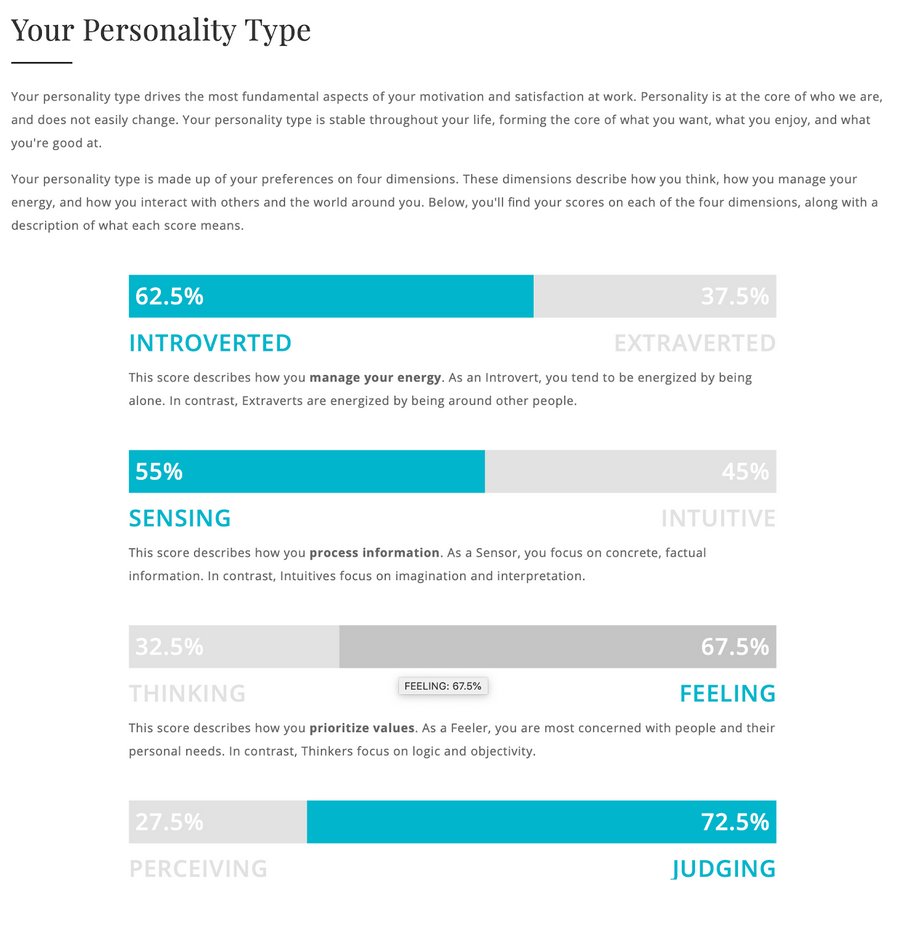 Your Personality Type
Your personality type drives the most fundamental aspects of your motivation and satisfaction at work. Personality is at the core of who we are,
and does not easily change. Your personality type is stable throughout your life, forming the core of what you want, what you enjoy, and what
you're good at.
Your personality type is made up of your preferences on four dimensions. These dimensions describe how you think, how you manage your
energy, and how you interact with others and the world around you. Below, you'll find your scores on each of the four dimensions, along with a
description of what each score means.
62.5% 37.5%
INTROVERTED EXTRAVERTED
This score describes how you manage your energy. As an Introvert, you tend to be energized by being
alone. In contrast, Extraverts are energized by being around other people.
55% 45%
SENSING INTUITIVE
This score describes how you process information. As a Sensor, you focus on concrete, factual
information. In contrast, Intuitives focus on imagination and interpretation.
32.5% 67.5%
THINKING FEELING: 67.5% FEELING
This score describes how you prioritize values. As a Feeler, you are most concerned with people and their
personal needs. In contrast, Thinkers focus on logic and objectivity.
27.5% 72.5%
PERCEIVING JUDGING